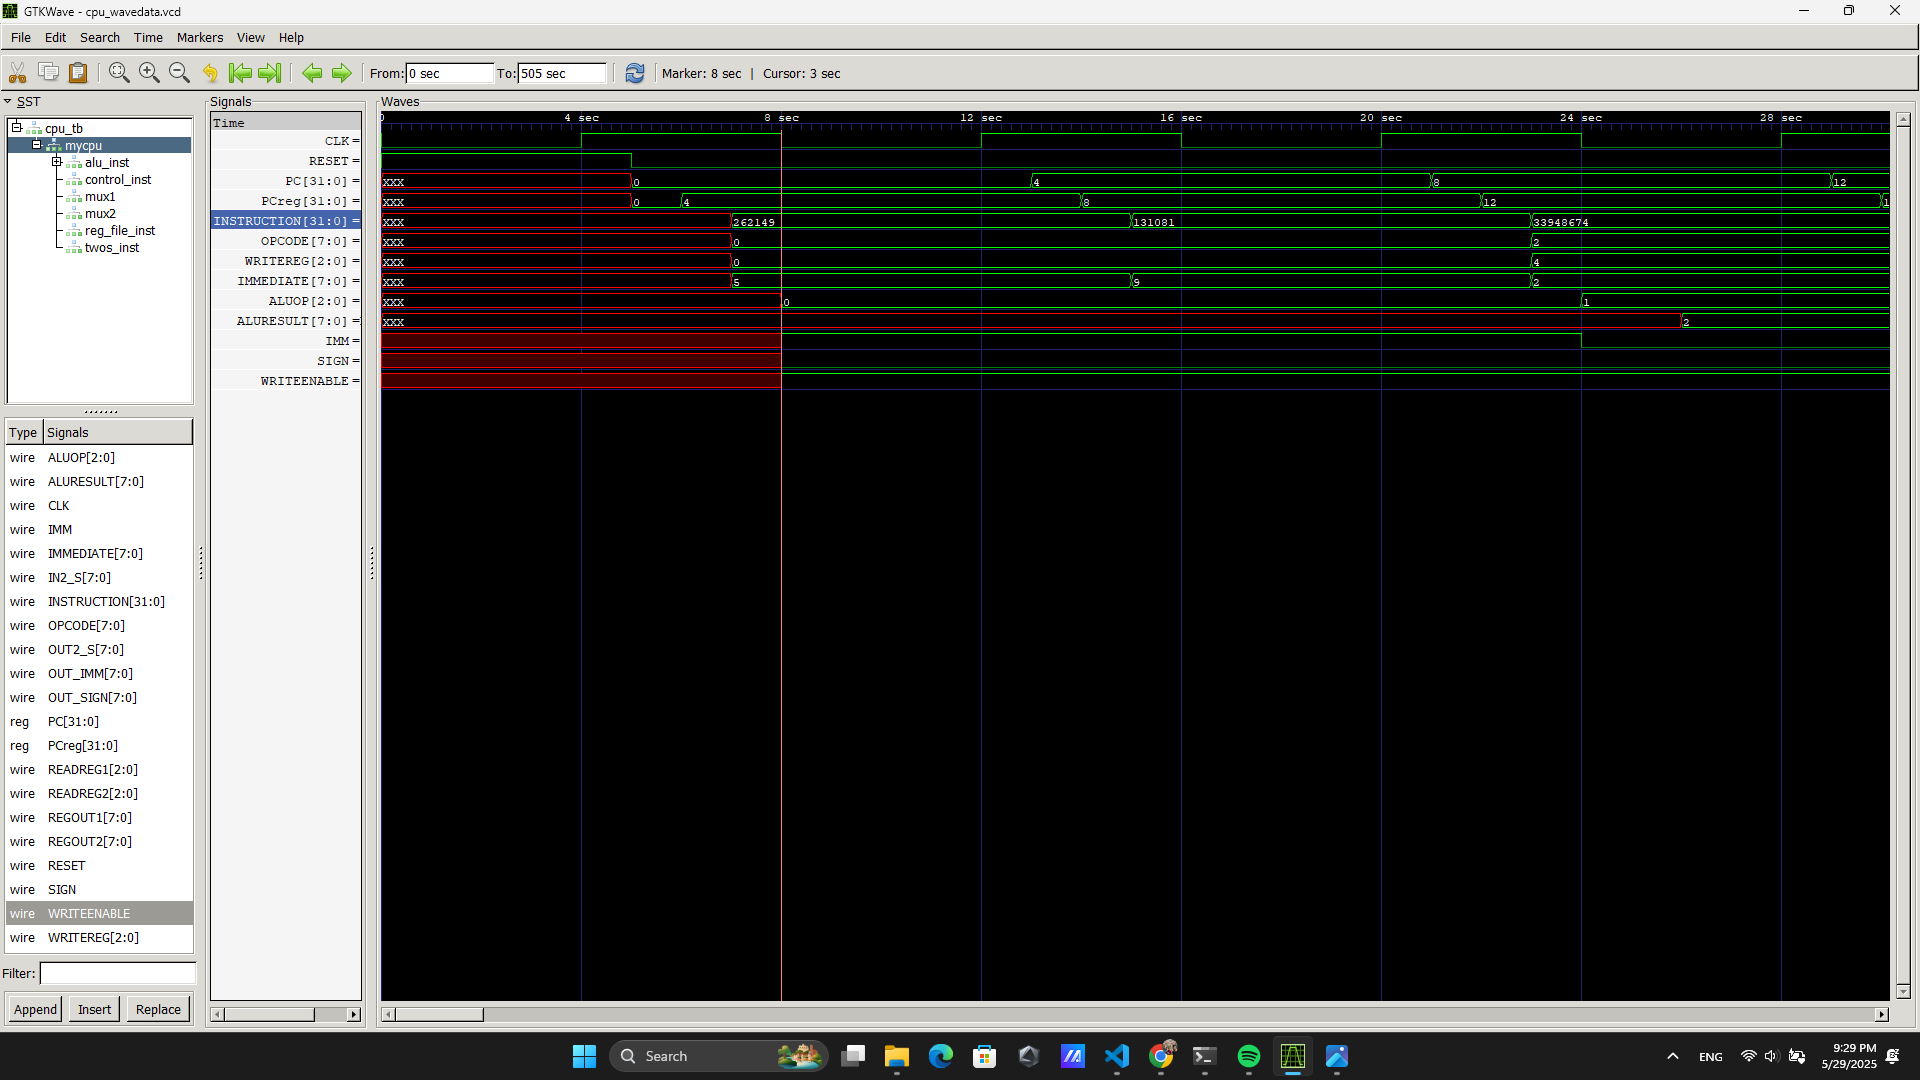 GTKWave - cpu_wavedata.vcd
File Edit Search Time Markers View Help
From: 0 sec To: 505 sec Marker: 8 sec | Cursor: 3 sec
SST
cpu_tb
mycpu
alu_inst
control_inst
mux1
mux2
reg_file_inst
twos_inst
Type Signals
wire ALUOP[2:0]
wire ALURESULT[7:0]
wire CLK
wire IMM
wire IMMEDIATE[7:0]
wire IN2_S[7:0]
wire INSTRUCTION[31:0]
wire OPCODE[7:0]
wire OUT2_S[7:0]
wire OUT_IMM[7:0]
wire OUT_SIGN[7:0]
reg PC[31:0]
reg PCreg[31:0]
wire READREG1[2:0]
wire READREG2[2:0]
wire REGOUT1[7:0]
wire REGOUT2[7:0]
wire RESET
wire SIGN
wire WRITEENABLE
wire WRITEREG[2:0]
Filter:
Append Insert Replace
Signals
Time
CLK =
RESET =
PC[31:0] =
PCreg[31:0] =
INSTRUCTION[31:0] =
OPCODE[7:0] =
WRITEREG[2:0] =
IMMEDIATE[7:0] =
ALUOP[2:0] =
ALURESULT[7:0] =
IMM =
SIGN =
WRITEENABLE =
Waves
0 4 sec 8 sec 12 sec 16 sec 20 sec 24 sec 28 sec
xxx 0 4 8 12
xxx 0 4 8 12 1
xxx 262149 131081 33948674
xxx 0 2
xxx 0 4
xxx 5 9 2
xxx 0 1
xxx 2
Search
ENG
9:29 PM
5/29/2025